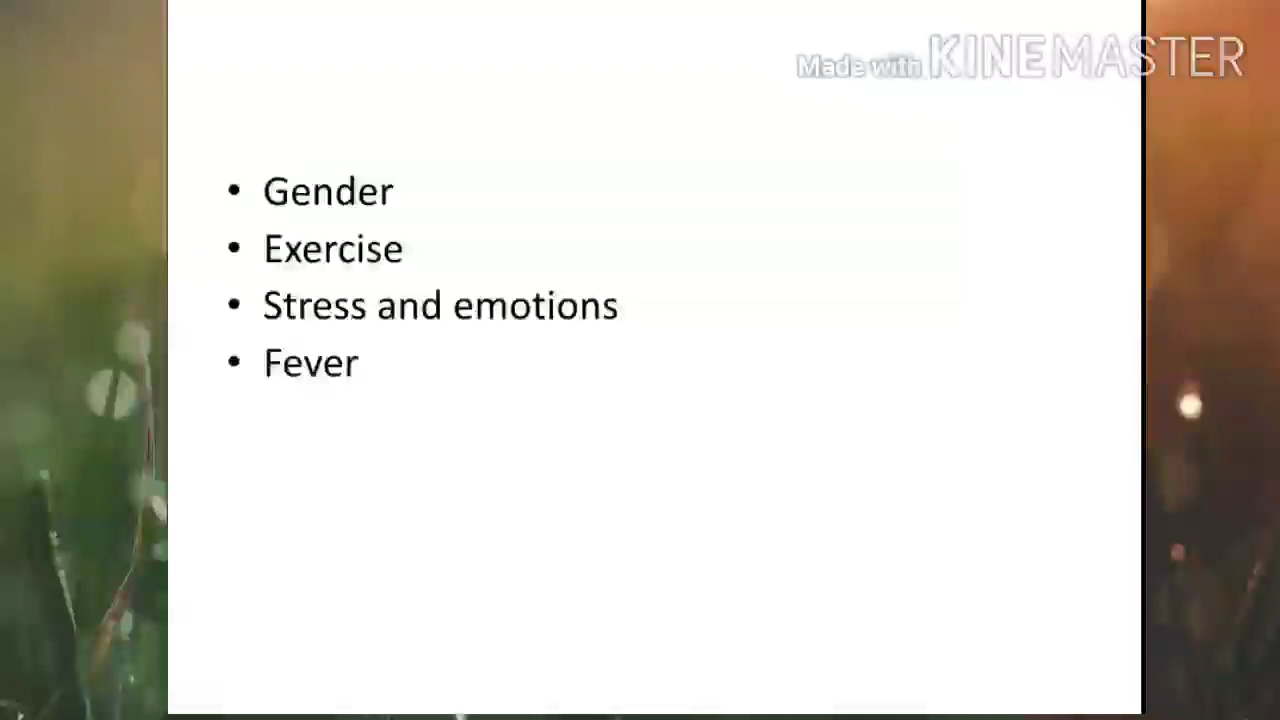 Made with KINEMASTER
• Gender
• Exercise
• Stress and emotions
• Fever